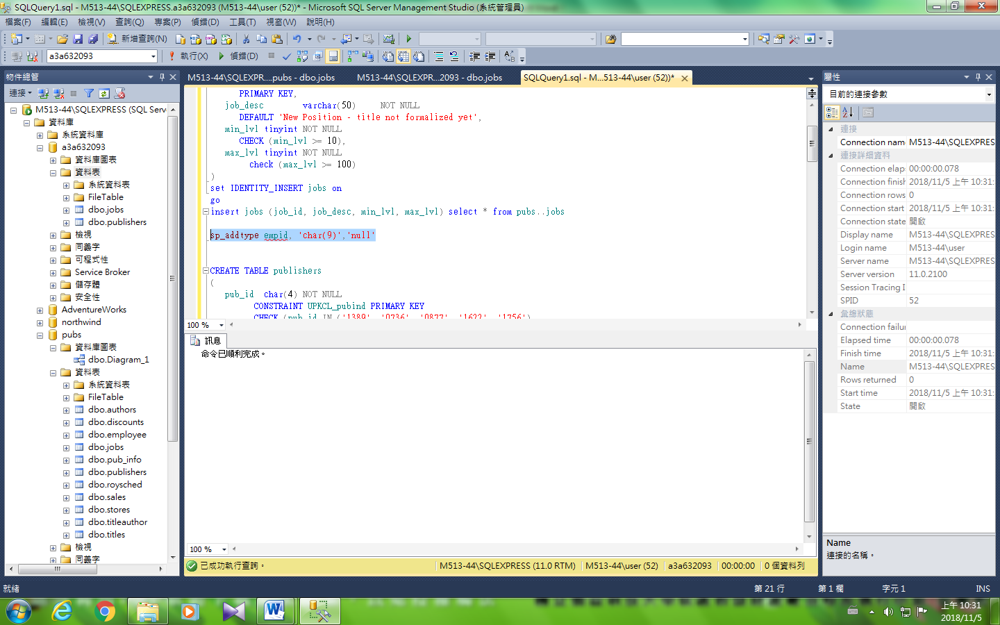 SQLQuery1.sql - M513-44\SQLEXPRESS.a3a632093 (M513-44\user (52))* - Microsoft SQL Server Management Studio (系統管理員)
檔案(F) 編輯(E) 檢視(V) 查詢(Q) 專案(P) 偵錯(D) 工具(T) 視窗(W) 說明(H)
新增查詢(N)
a3a632093 執行(X) 偵錯(D)
物件總管
連接
M513-44\SQLEXPRESS (SQL Serv
資料庫
系統資料庫
a3a632093
資料庫圖表
資料表
系統資料表
FileTable
dbo.jobs
dbo.publishers
檢視
同義字
可程式性
Service Broker
儲存體
安全性
AdventureWorks
northwind
pubs
資料庫圖表
dbo.Diagram_1
資料表
系統資料表
FileTable
dbo.authors
dbo.discounts
dbo.employee
dbo.jobs
dbo.pub_info
dbo.publishers
dbo.roysched
dbo.sales
dbo.stores
dbo.titleauthor
dbo.titles
檢視
同義字
M513-44\SQLEXPR....pubs - dbo.jobs M513-44\SQLEXPR...2093 - dbo.jobs SQLQuery1.sql - M...513-44\user (52))*
PRIMARY KEY,
job_desc varchar(50) NOT NULL
DEFAULT 'New Position - title not formalized yet',
min_lvl tinyint NOT NULL
CHECK (min_lvl >= 10),
max_lvl tinyint NOT NULL
check (max_lvl >= 100)
)
set IDENTITY_INSERT jobs on
go
insert jobs (job_id, job_desc, min_lvl, max_lvl) select * from pubs..jobs
sp_addtype empid, 'char(9)','null'
CREATE TABLE publishers
(
pub_id char(4) NOT NULL
CONSTRAINT UPKCL_pubind PRIMARY KEY
CHECK (pub_id IN ('1389', '0736', '0877', '1622', '1756')
100 %
訊息
命令已順利完成。
100 %
已成功執行查詢。 M513-44\SQLEXPRESS (11.0 RTM) M513-44\user (52) a3a632093 00:00:00 0 個資料列
屬性
目前的連接參數
連接
Connection name M513-44\SQLEXPRES
連接詳細資料
Connection elap 00:00:00.078
Connection finish 2018/11/5 上午 10:31:
Connection rows 0
Connection start 2018/11/5 上午 10:31:
Connection state 開啟
Display name M513-44\SQLEXPRES
Login name M513-44\user
Server name M513-44\SQLEXPRES
Server version 11.0.2100
Session Tracing I
SPID 52
彙總狀態
Connection failur
Elapsed time 00:00:00.078
Finish time 2018/11/5 上午 10:31:
Name M513-44\SQLEXPRES
Rows returned 0
Start time 2018/11/5 上午 10:31:
State 開啟
Name
連接的名稱。
就緒 第 21 行 第 1 欄 字元 1 INS
上午 10:31
2018/11/5